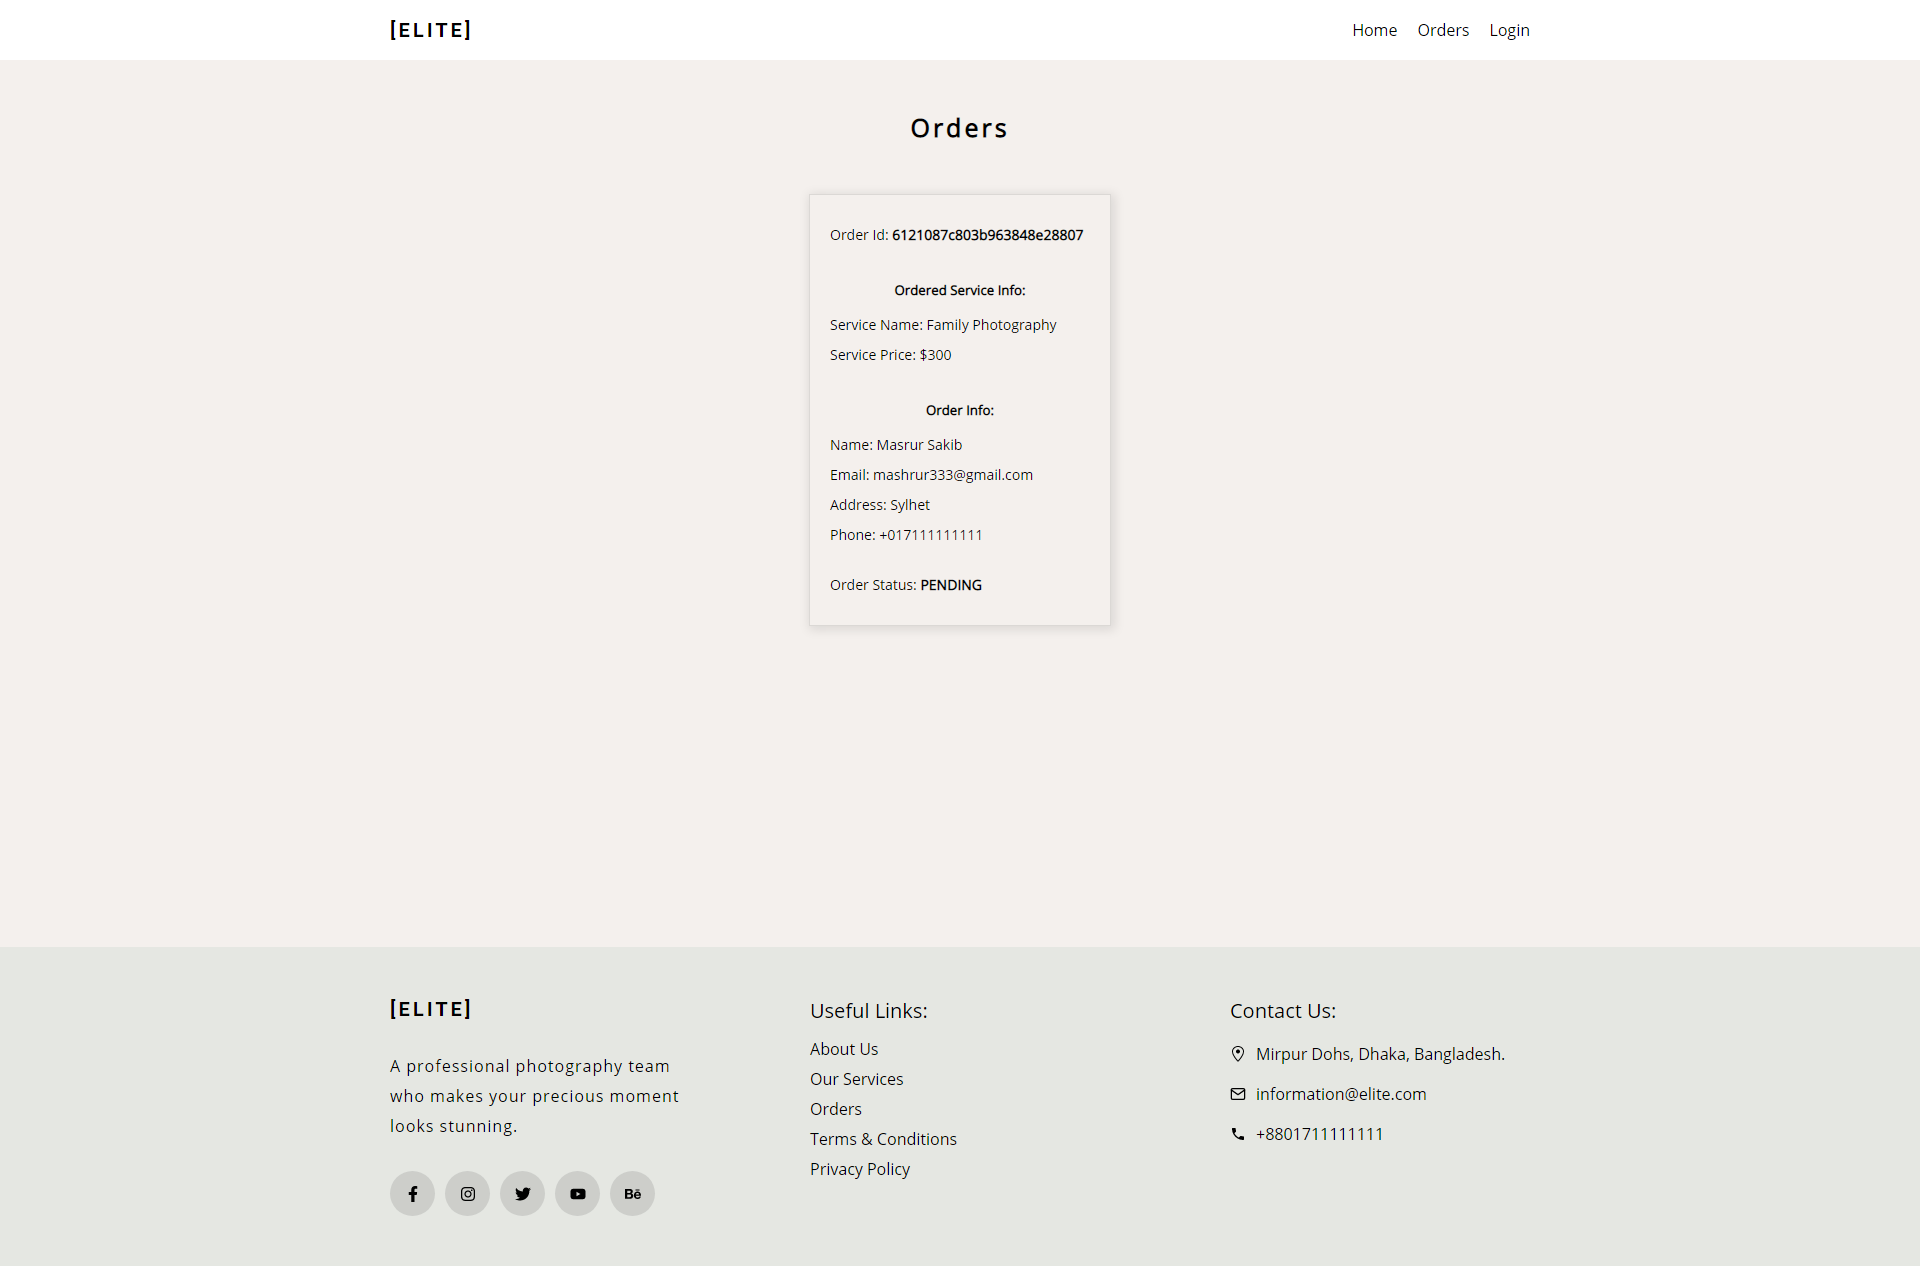 [ELITE]
Home
Orders
Login
Orders
Order Id: 6121087c803b963848e28807
Ordered Service Info:
Service Name: Family Photography
Service Price: $300
Order Info:
Name: Masrur Sakib
Email: mashrur333@gmail.com
Address: Sylhet
Phone: +017111111111
Order Status: PENDING
[ELITE]
A professional photography team
who makes your precious moment
looks stunning.
Bē
Useful Links:
About Us
Our Services
Orders
Terms & Conditions
Privacy Policy
Contact Us:
Mirpur Dohs, Dhaka, Bangladesh.
information@elite.com
+8801711111111